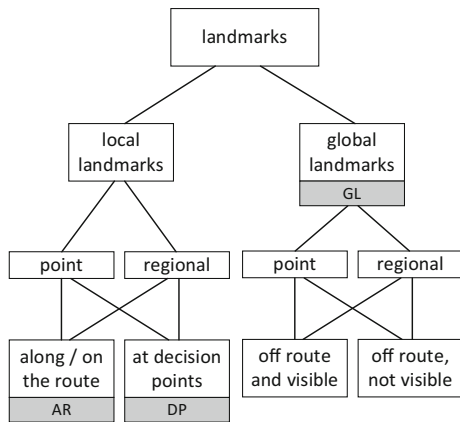 landmarks
local
landmarks
global
landmarks
GL
point
regional
point
regional
along / on
the route
AR
at decision
points
DP
off route
and visible
off route,
not visible